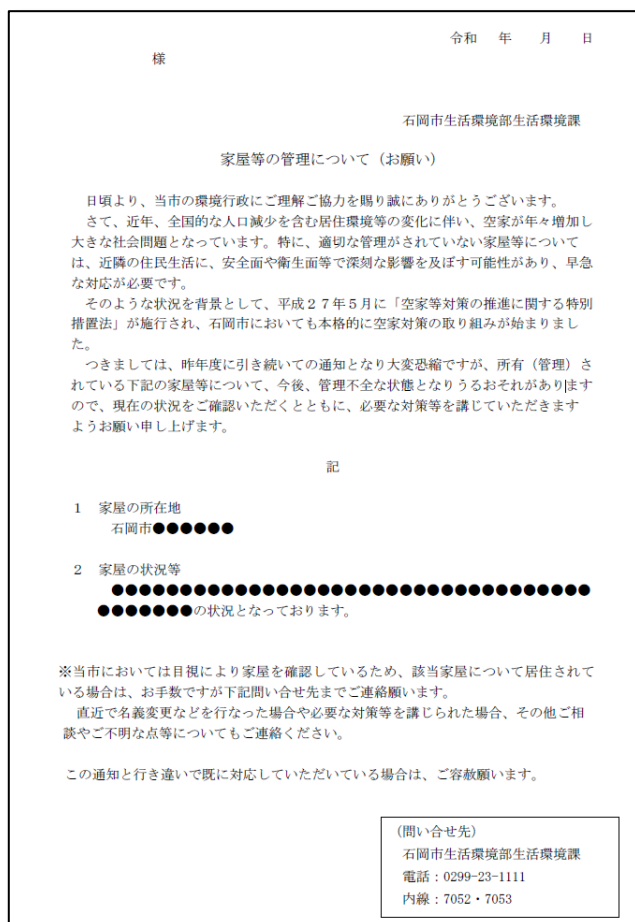 令和　年　月　日
様
石岡市生活環境部生活環境課
家屋等の管理について（お願い）
日頃より、当市の環境行政にご理解ご協力を賜り誠にありがとうございます。
さて、近年、全国的な人口減少を含む居住環境等の変化に伴い、空家が年々増加し
大きな社会問題となっています。特に、適切な管理がされていない家屋等について
は、近隣の住民生活に、安全面や衛生面等で深刻な影響を及ぼす可能性があり、早急
な対応が必要です。
そのような状況を背景として、平成２７年５月に「空家等対策の推進に関する特別
措置法」が施行され、石岡市においても本格的に空家対策の取り組みが始まりまし
た。
つきましては、昨年度に引き続いての通知となり大変恐縮ですが、所有（管理）さ
れている下記の家屋等について、今後、管理不全な状態となりうるおそれがあります
ので、現在の状況をご確認いただくとともに、必要な対策等を講じていただきます
ようお願い申し上げます。
記
１　家屋の所在地
石岡市●●●●●●
２　家屋の状況等
●●●●●●●●●●●●●●●●●●●●●●●●●●●●●●●●●●●
●●●●●●●の状況となっております。
※当市においては目視により家屋を確認しているため、該当家屋について居住されて
いる場合は、お手数ですが下記問い合せ先までご連絡願います。
直近で名義変更などを行なった場合や必要な対策等を講じられた場合、その他ご相
談やご不明な点等についてもご連絡ください。
この通知と行き違いで既に対応していただいている場合は、ご容赦願います。
（問い合せ先）
石岡市生活環境部生活環境課
電話：0299-23-1111
内線：7052・7053